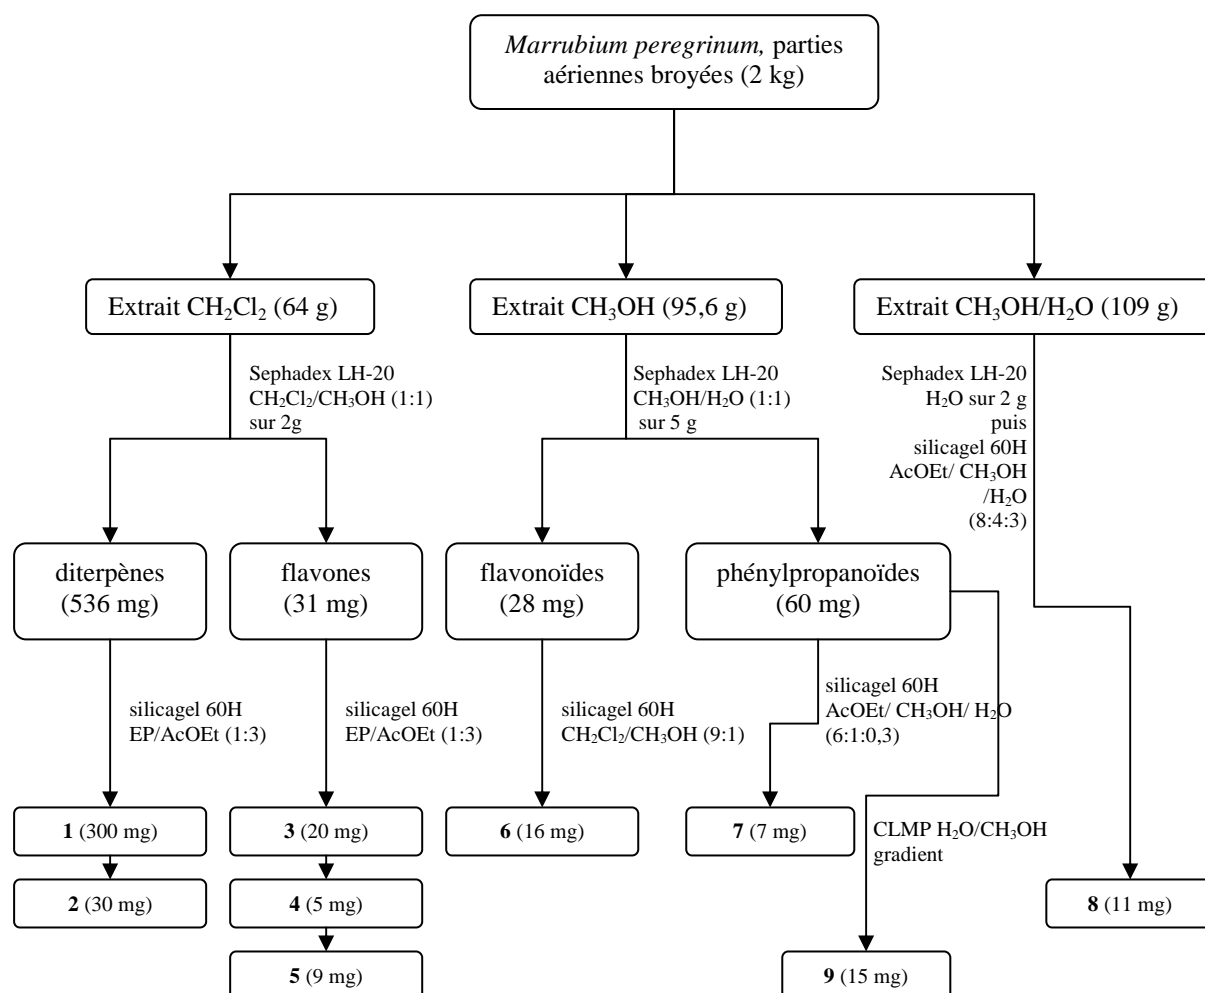 Marrubium peregrinum, parties
aériennes broyées (2 kg)
Extrait CH₂Cl₂ (64 g)
Extrait CH₃OH (95,6 g)
Extrait CH₃OH/H₂O (109 g)
Sephadex LH-20
CH₂Cl₂/CH₃OH (1:1)
sur 2g
Sephadex LH-20
CH₃OH/H₂O (1:1)
sur 5 g
Sephadex LH-20
H₂O sur 2 g
puis
silicagel 60H
AcOEt/ CH₃OH
/H₂O
(8:4:3)
diterpènes
(536 mg)
flavones
(31 mg)
flavonoïdes
(28 mg)
phénylpropanoïdes
(60 mg)
silicagel 60H
EP/AcOEt (1:3)
silicagel 60H
EP/AcOEt (1:3)
silicagel 60H
CH₂Cl₂/CH₃OH (9:1)
silicagel 60H
AcOEt/ CH₃OH/ H₂O
(6:1:0,3)
1 (300 mg)
3 (20 mg)
6 (16 mg)
7 (7 mg)
CLMP H₂O/CH₃OH
gradient
2 (30 mg)
4 (5 mg)
8 (11 mg)
5 (9 mg)
9 (15 mg)